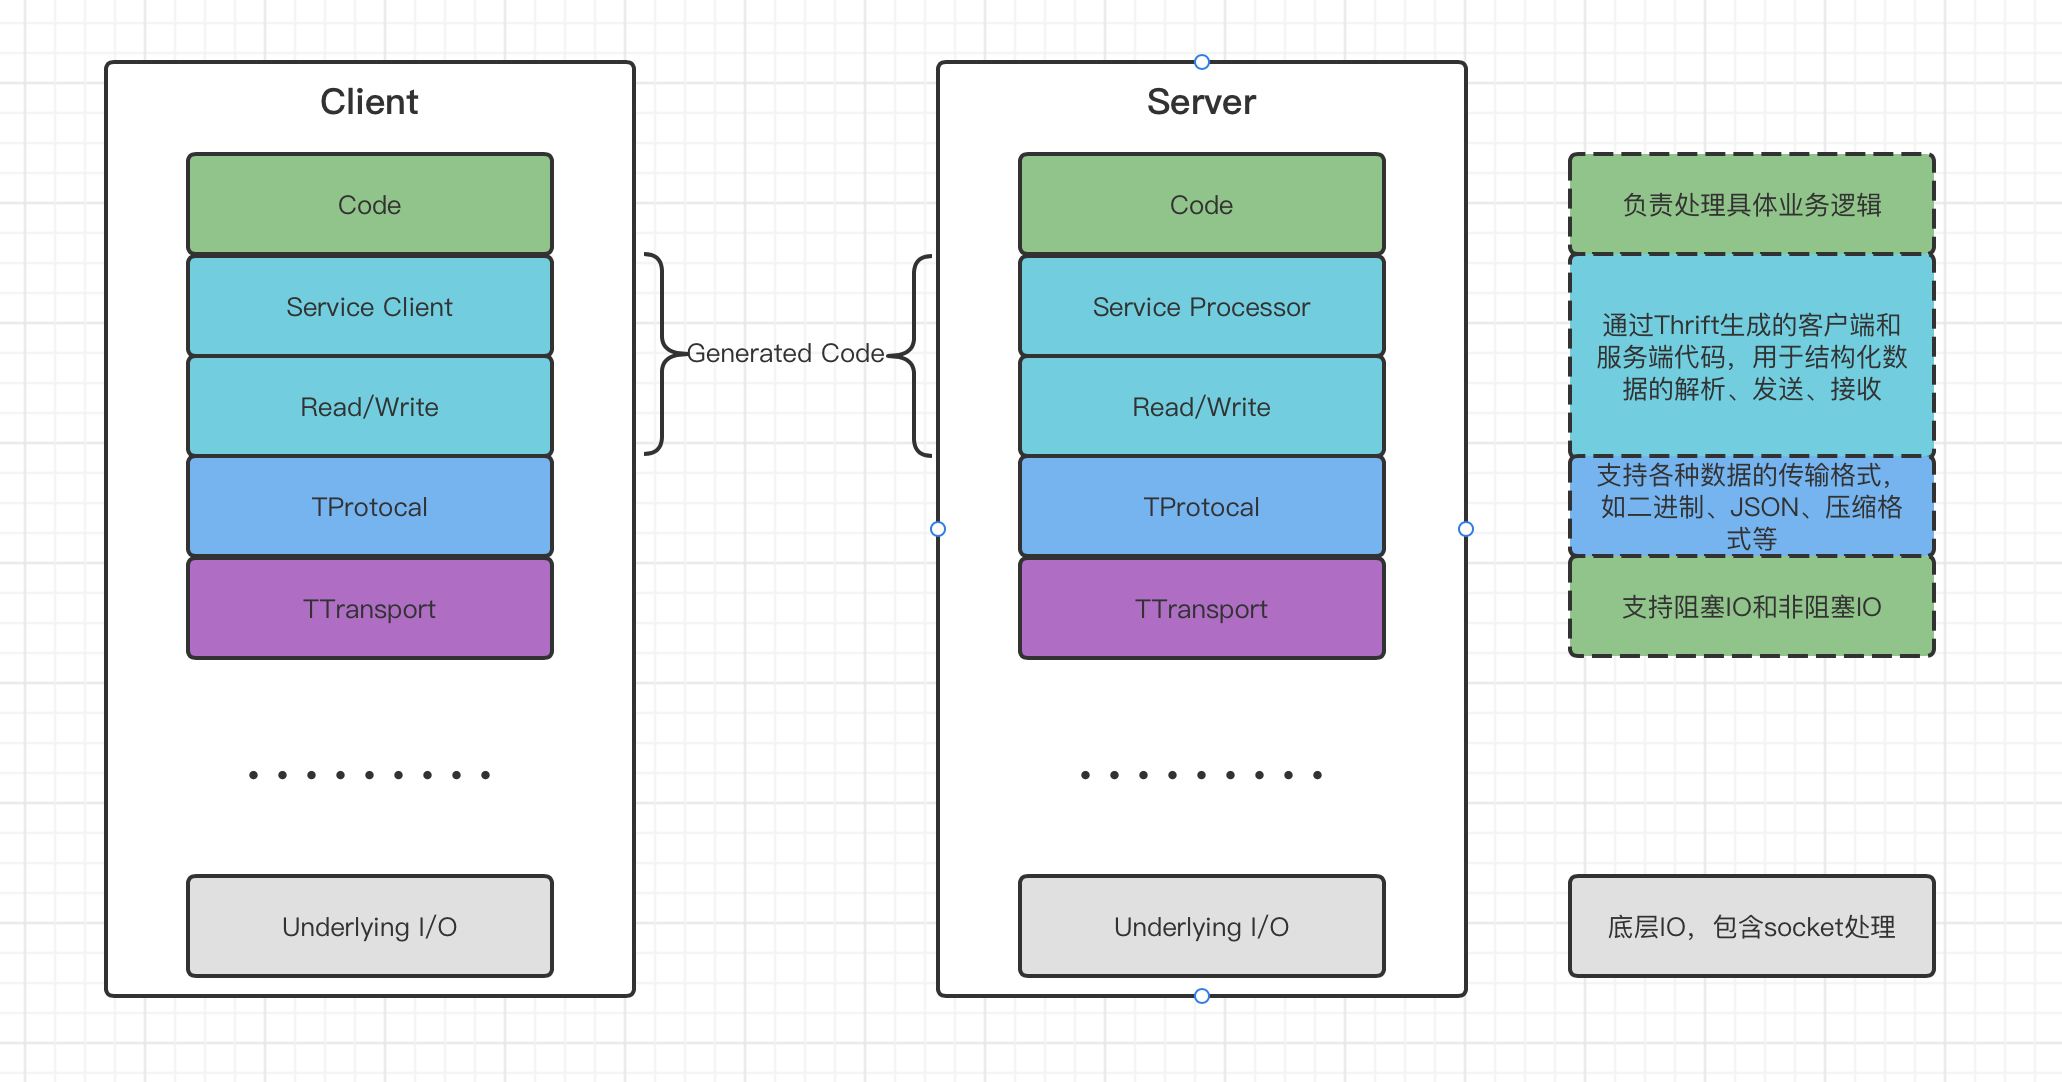 Client
Code
Service Client
Read/Write
TProtocal
TTransport
Underlying I/O
Generated Code
Server
Code
Service Processor
Read/Write
TProtocal
TTransport
Underlying I/O
负责处理具体业务逻辑
通过Thrift生成的客户端和
服务端代码，用于结构化数
据的解析、发送、接收
支持各种数据的传输格式，
如二进制、JSON、压缩格
式等
支持阻塞IO和非阻塞IO
底层IO，包含socket处理